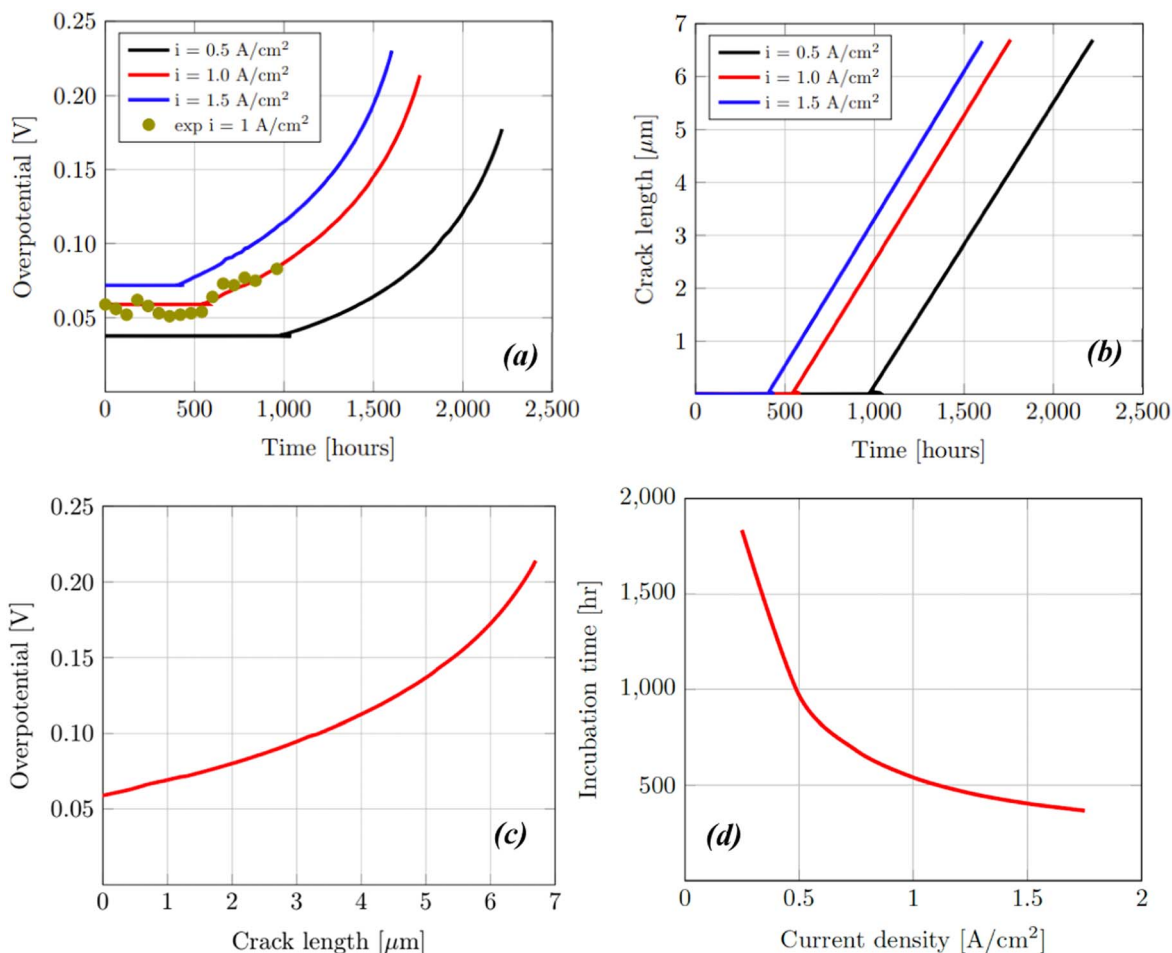 0.25
0.20
0.15
0.10
0.05
Overpotential [V]
i = 0.5 A/cm²
i = 1.0 A/cm²
i = 1.5 A/cm²
exp i = 1 A/cm²
(a)
0 500 1,000 1,500 2,000 2,500
Time [hours]
7
6
5
4
3
2
1
Crack length [μm]
i = 0.5 A/cm²
i = 1.0 A/cm²
i = 1.5 A/cm²
(b)
0 500 1,000 1,500 2,000 2,500
Time [hours]
0.25
0.20
0.15
0.10
0.05
Overpotential [V]
(c)
0 1 2 3 4 5 6 7
Crack length [μm]
2,000
1,500
1,000
500
Incubation time [hr]
(d)
0 0.5 1 1.5 2
Current density [A/cm²]